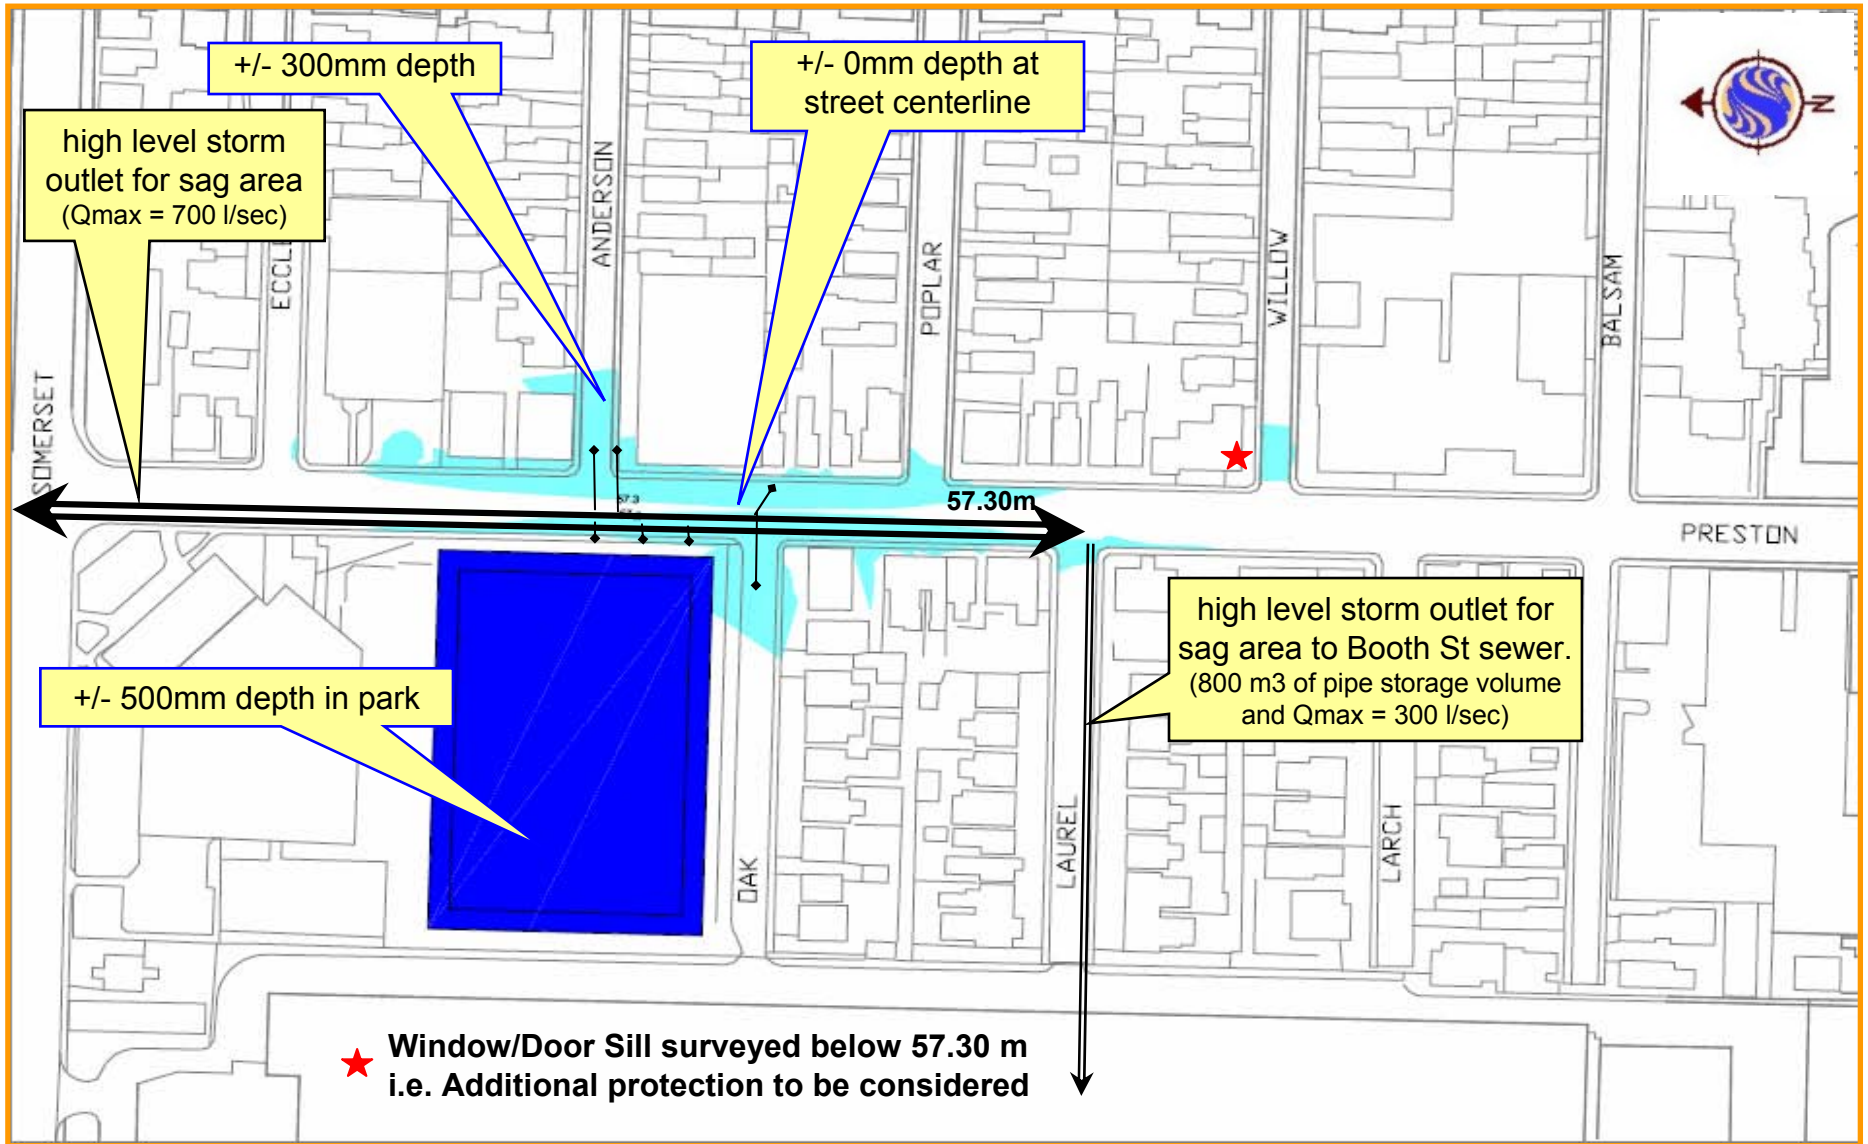 +/- 300mm depth
+/- 0mm depth at
street centerline
N
high level storm
outlet for sag area
(Qmax = 700 l/sec)
ANDERSON
POPLAR
WILLOW
BALSAM
SOMERSET
57.3
57.30m
PRESTON
high level storm outlet for
sag area to Booth St sewer.
(800 m3 of pipe storage volume
and Qmax = 300 l/sec)
+/- 500mm depth in park
OAK
LAUREL
LARCH
Window/Door Sill surveyed below 57.30 m
i.e. Additional protection to be considered